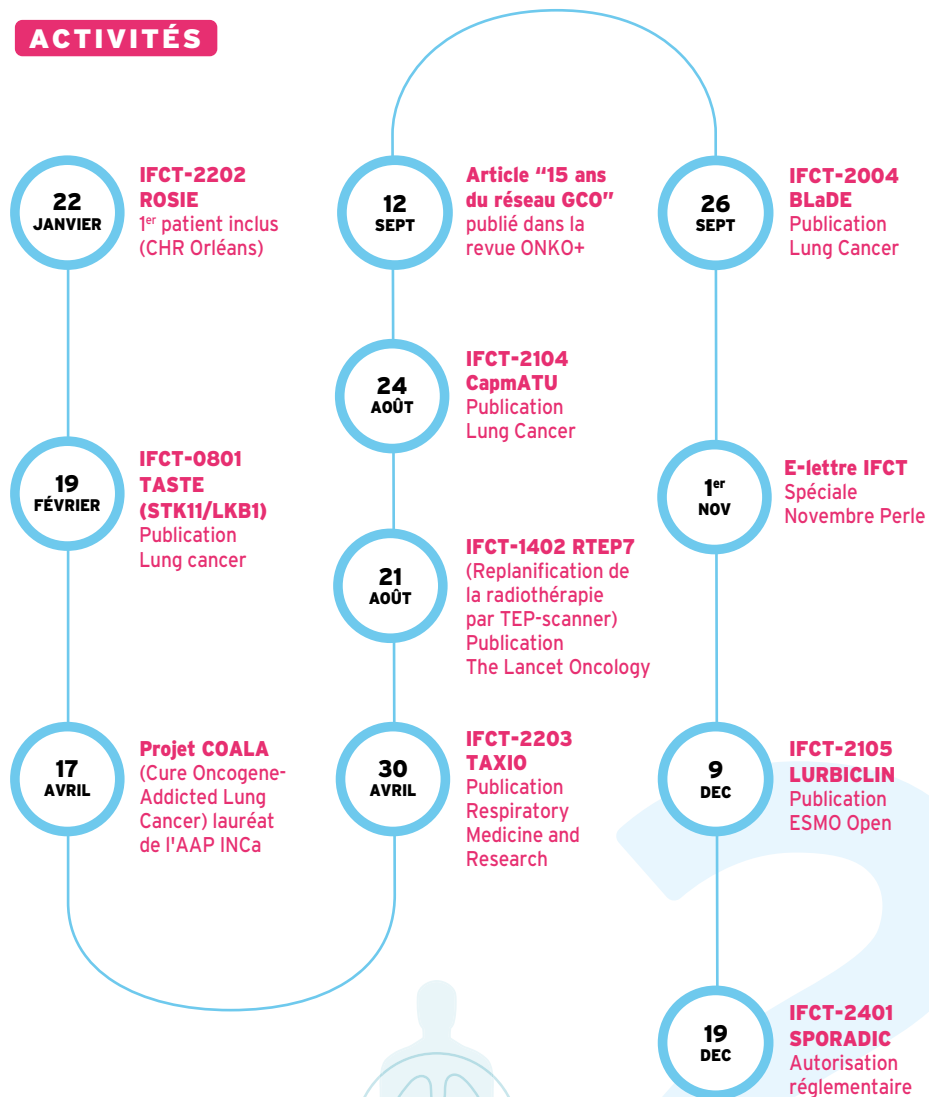 ACTIVITÉS
22
JANVIER
IFCT-2202
ROSIE
1er patient inclus
(CHR Orléans)
19
FÉVRIER
IFCT-0801
TASTE
(STK11/LKB1)
Publication
Lung cancer
17
AVRIL
Projet COALA
(Cure Oncogene-
Addicted Lung
Cancer) lauréat
de l'AAP INCa
30
AVRIL
IFCT-2203
TAXIO
Publication
Respiratory
Medicine and
Research
21
AOÛT
IFCT-1402 RTEP7
(Replanification de
la radiothérapie
par TEP-scanner)
Publication
The Lancet Oncology
24
AOÛT
IFCT-2104
CapmATU
Publication
Lung Cancer
12
SEPT
Article "15 ans
du réseau GCO"
publié dans la
revue ONKO+
26
SEPT
IFCT-2004
BLaDE
Publication
Lung Cancer
1er
NOV
E-lettre IFCT
Spéciale
Novembre Perle
9
DEC
IFCT-2105
LURBICLIN
Publication
ESMO Open
19
DEC
IFCT-2401
SPORADIC
Autorisation
réglementaire